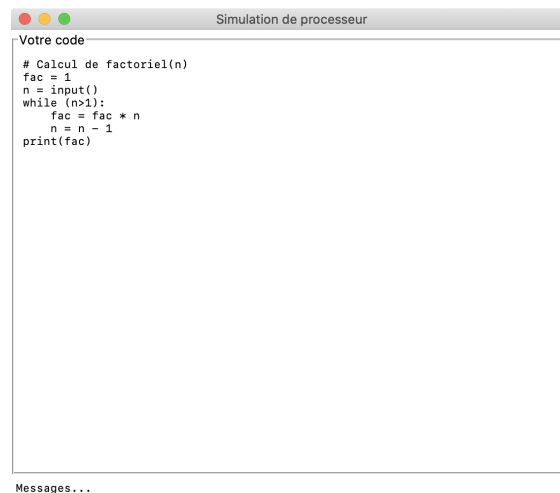 Simulation de processeur
Votre code
# Calcul de factoriel(n)
fac = 1
n = input()
while (n>1):
    fac = fac * n
    n = n - 1
print(fac)
Messages...